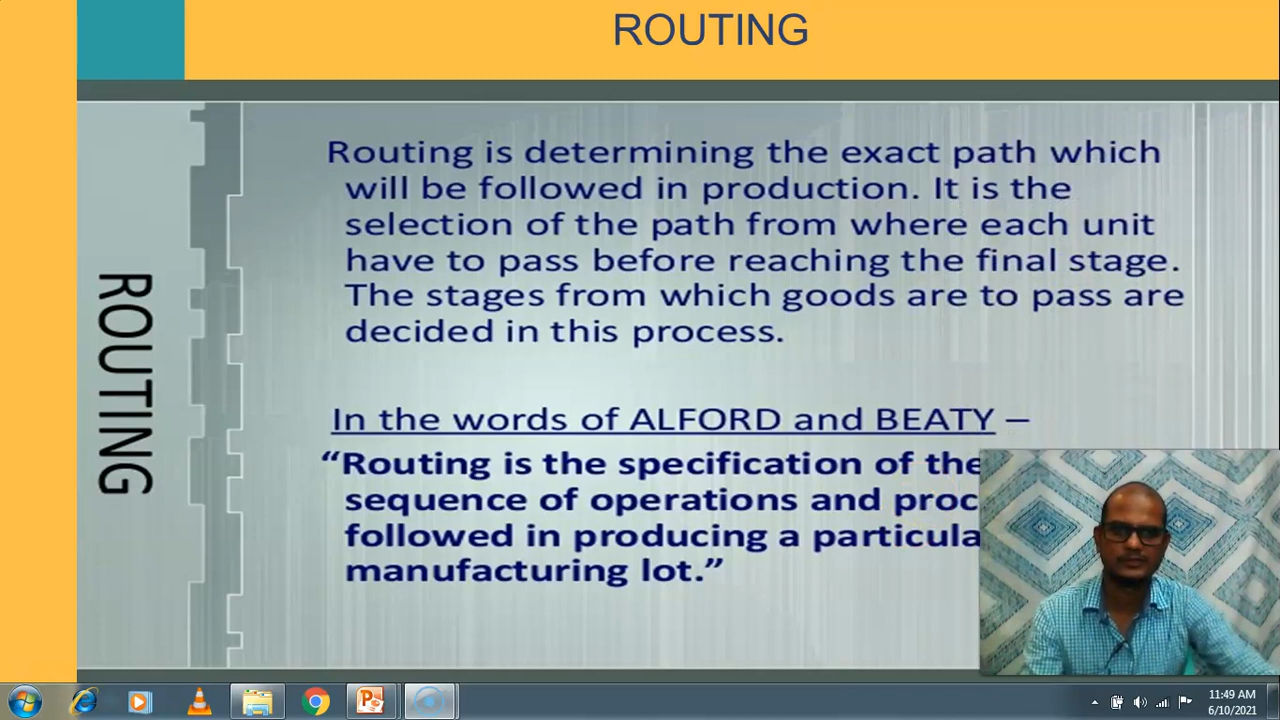 ROUTING
ROUTING
Routing is determining the exact path which
will be followed in production. It is the
selection of the path from where each unit
have to pass before reaching the final stage.
The stages from which goods are to pass are
decided in this process.
In the words of ALFORD and BEATY –
“Routing is the specification of the
sequence of operations and
followed in producing a
manufacturing lot.”
11:49 AM
6/10/2021